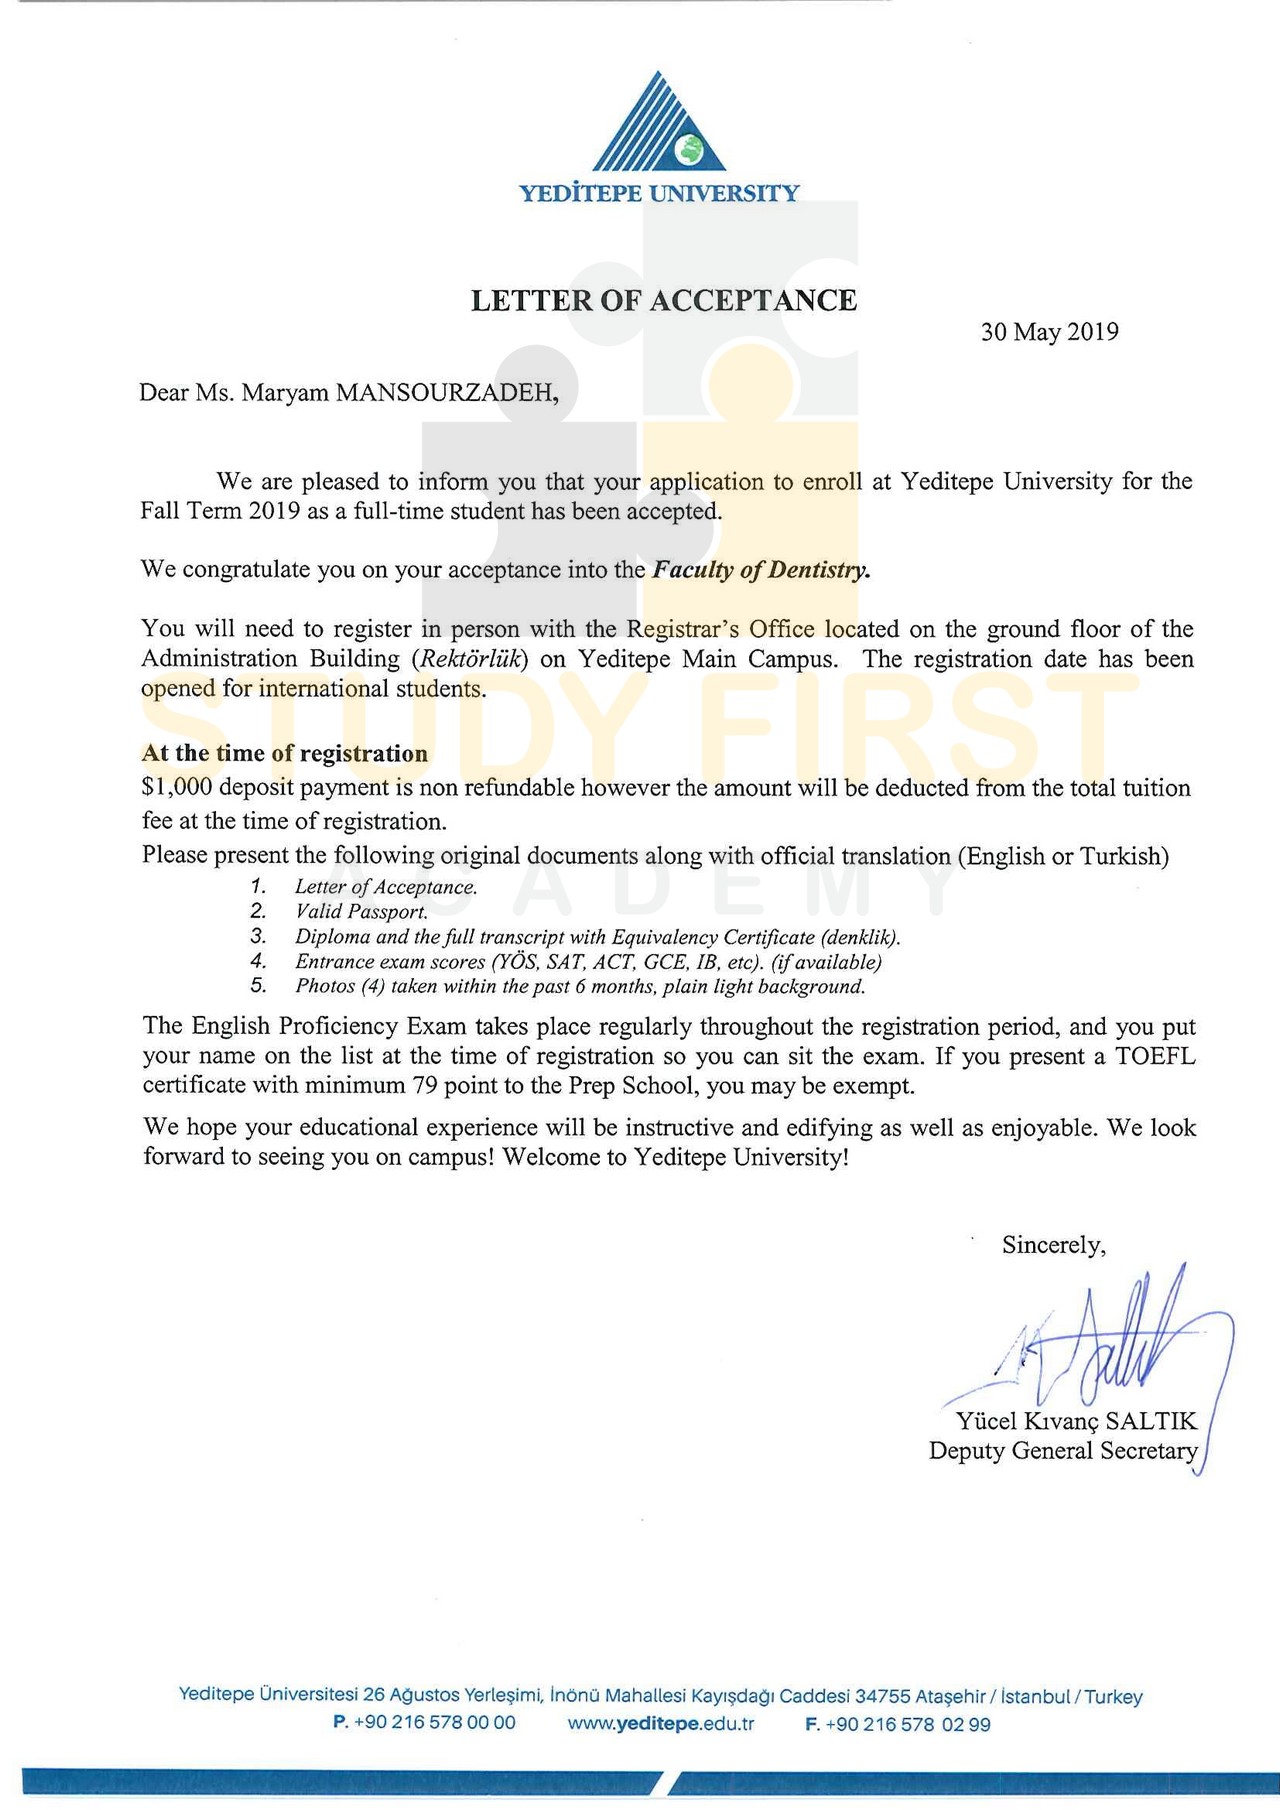 YEDİTEPE UNIVERSITY
LETTER OF ACCEPTANCE
30 May 2019
Dear Ms. Maryam MANSOURZADEH,
We are pleased to inform you that your application to enroll at Yeditepe University for the
Fall Term 2019 as a full-time student has been accepted.
We congratulate you on your acceptance into the Faculty of Dentistry.
You will need to register in person with the Registrar's Office located on the ground floor of the
Administration Building (Rektörlük) on Yeditepe Main Campus. The registration date has been
opened for international students.
STUDY FIRST
At the time of registration
$1,000 deposit payment is non refundable however the amount will be deducted from the total tuition
fee at the time of registration.
Please present the following original documents along with official translation (English or Turkish)
ACADEMY
1. Letter of Acceptance.
2. Valid Passport.
3. Diploma and the full transcript with Equivalency Certificate (denklik).
4. Entrance exam scores (YÖS, SAT, ACT, GCE, IB, etc). (if available)
5. Photos (4) taken within the past 6 months, plain light background.
The English Proficiency Exam takes place regularly throughout the registration period, and you put
your name on the list at the time of registration so you can sit the exam. If you present a TOEFL
certificate with minimum 79 point to the Prep School, you may be exempt.
We hope your educational experience will be instructive and edifying as well as enjoyable. We look
forward to seeing you on campus! Welcome to Yeditepe University!
Sincerely,
Yücel Kıvanç SALTIK
Deputy General Secretary
Yeditepe Üniversitesi 26 Ağustos Yerleşimi, İnönü Mahallesi Kayışdağı Caddesi 34755 Ataşehir / İstanbul / Turkey
P. +90 216 578 00 00 www.yeditepe.edu.tr F. +90 216 578 02 99